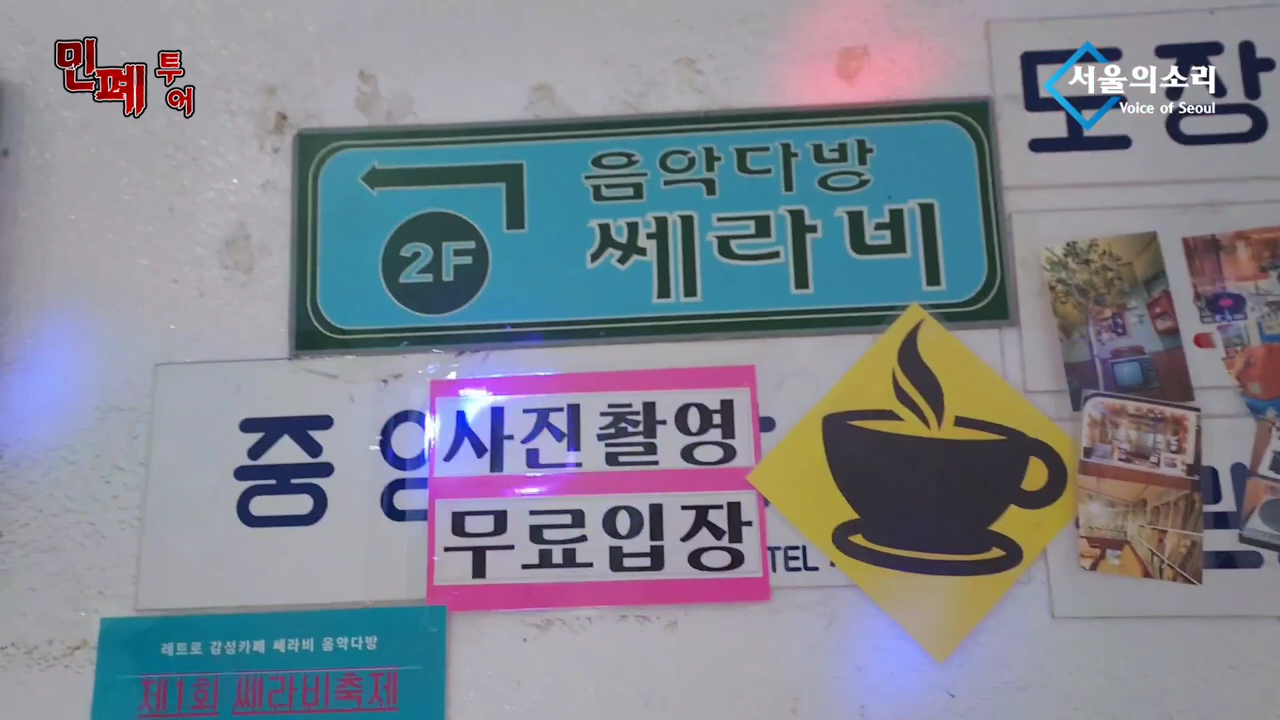 민폐
투어
서울의소리
Voice of Seoul
도장
음악다방
2F
쎄라비
중앙
사진촬영
무료입장
TEL
레트로 감성카페 쎄라비 음악다방
제1회 쎄라비축제